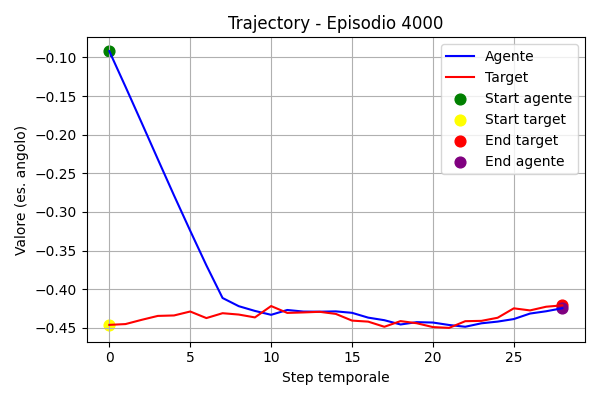 Trajectory - Episodio 4000
Valore (es. angolo)
−0.10
−0.15
−0.20
−0.25
−0.30
−0.35
−0.40
−0.45
Agente
Target
Start agente
Start target
End target
End agente
0
5
10
15
20
25
Step temporale